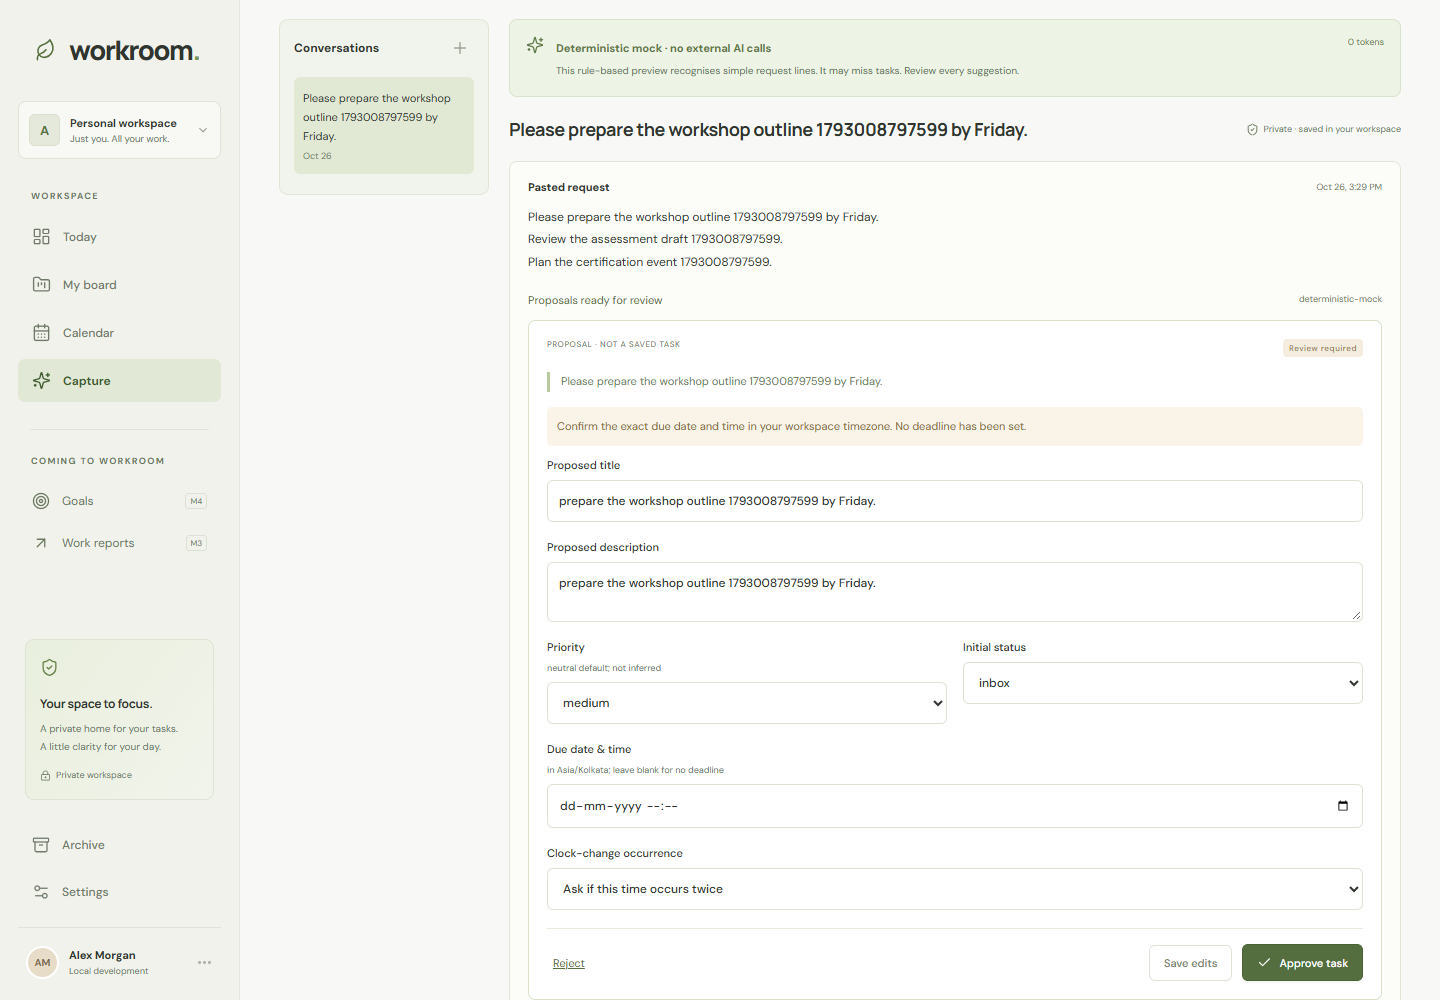 workroom.
A
Personal workspace
Just you. All your work.
WORKSPACE
Today
My board
Calendar
Capture
COMING TO WORKROOM
Goals
M4
Work reports
M3
Your space to focus.
A private home for your tasks.
A little clarity for your day.
Private workspace
Archive
Settings
AM
Alex Morgan
Local development
Conversations
Please prepare the workshop
outline 1793008797599 by
Friday.
Oct 26
Deterministic mock · no external AI calls
0 tokens
This rule-based preview recognises simple request lines. It may miss tasks. Review every suggestion.
Please prepare the workshop outline 1793008797599 by Friday.
Private · saved in your workspace
Pasted request
Oct 26, 3:29 PM
Please prepare the workshop outline 1793008797599 by Friday.
Review the assessment draft 1793008797599.
Plan the certification event 1793008797599.
Proposals ready for review
deterministic-mock
PROPOSAL · NOT A SAVED TASK
Review required
Please prepare the workshop outline 1793008797599 by Friday.
Confirm the exact due date and time in your workspace timezone. No deadline has been set.
Proposed title
prepare the workshop outline 1793008797599 by Friday.
Proposed description
prepare the workshop outline 1793008797599 by Friday.
Priority
neutral default; not inferred
medium
Initial status
inbox
Due date & time
in Asia/Kolkata; leave blank for no deadline
dd-mm-yyyy --:--
Clock-change occurrence
Ask if this time occurs twice
Reject
Save edits
Approve task